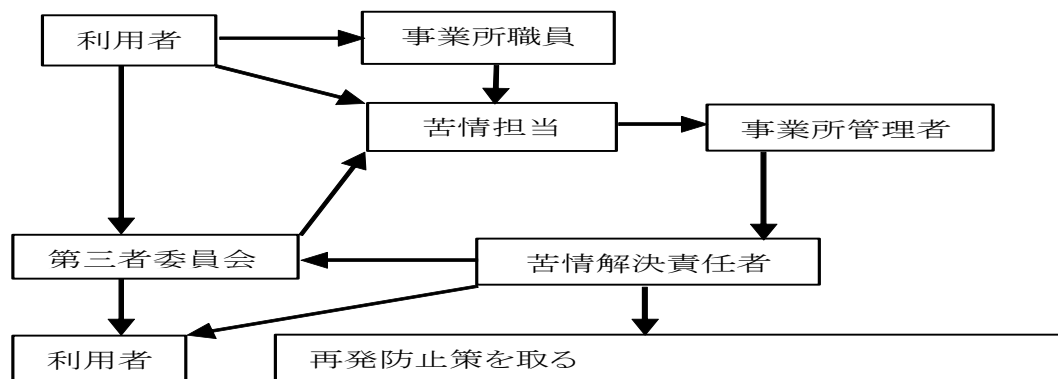 利用者
事業所職員
苦情担当
事業所管理者
第三者委員会
苦情解決責任者
利用者
再発防止策を取る